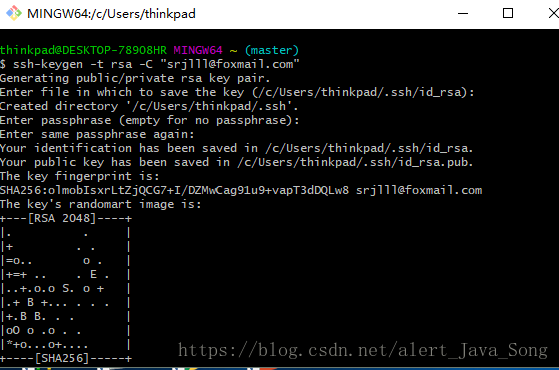 MINGW64:/c/Users/thinkpad
thinkpad@DESKTOP-78908HR MINGW64 ~ (master)
$ ssh-keygen -t rsa -C "srjlll@foxmail.com"
Generating public/private rsa key pair.
Enter file in which to save the key (/c/Users/thinkpad/.ssh/id_rsa):
Created directory '/c/Users/thinkpad/.ssh'.
Enter passphrase (empty for no passphrase):
Enter same passphrase again:
Your identification has been saved in /c/Users/thinkpad/.ssh/id_rsa.
Your public key has been saved in /c/Users/thinkpad/.ssh/id_rsa.pub.
The key fingerprint is:
SHA256:olmobIsxrLtZjQCG7+I/DZMwCag91u9+vapT3dDQLw8 srjlll@foxmail.com
The key's randomart image is:
+---[RSA 2048]----+
|.          .     |
|+         . .    |
|=o..       o .   |
|+=+ ..    . E .  |
|..+.o.o S. o +   |
|.+ B +... . . .  |
|+.B B. . .       |
|oO o .o . .      |
|*+o...o+....     |
+----[SHA256]-----+
https://blog.csdn.net/alert_Java_Song